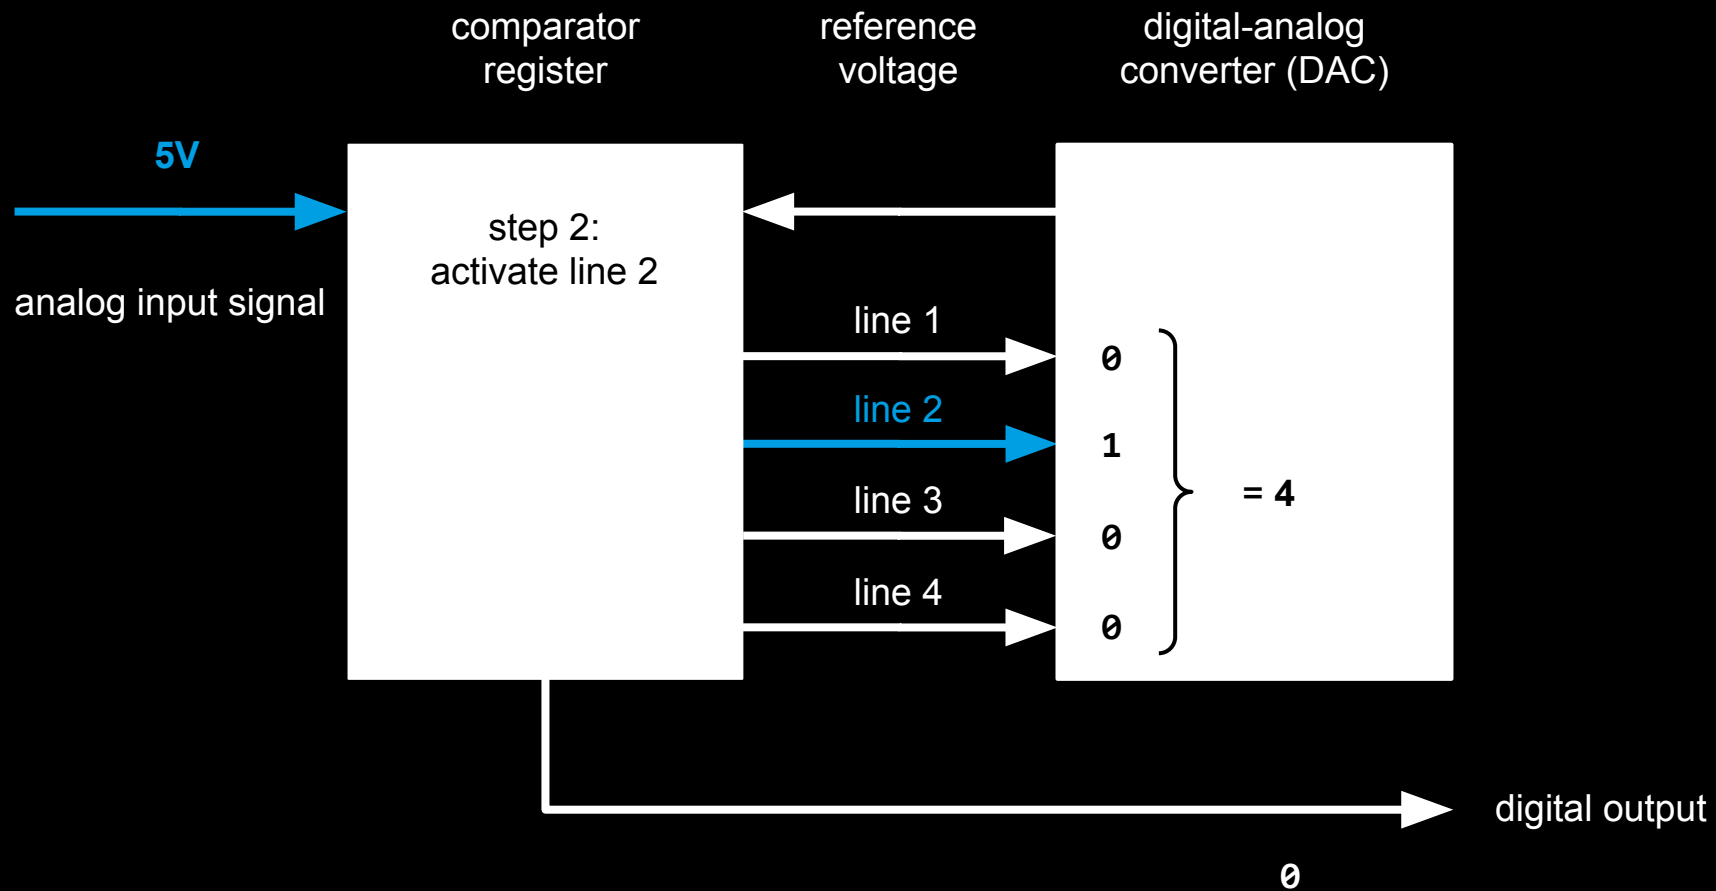 comparator
register
reference
voltage
digital-analog
converter (DAC)
5V
analog input signal
step 2:
activate line 2
line 1
line 2
line 3
line 4
0
1
0
0
= 4
digital output
0